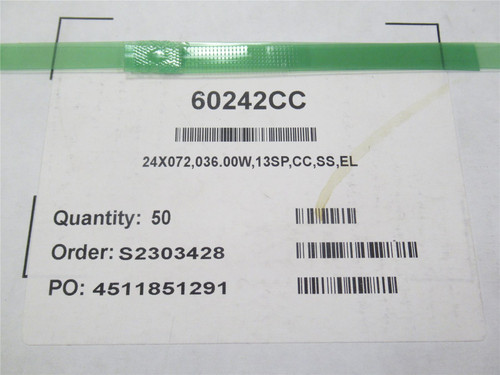 60242CC
24X072,036.00W,13SP,CC,SS,EL
Quantity: 50
Order: S2303428
PO: 4511851291